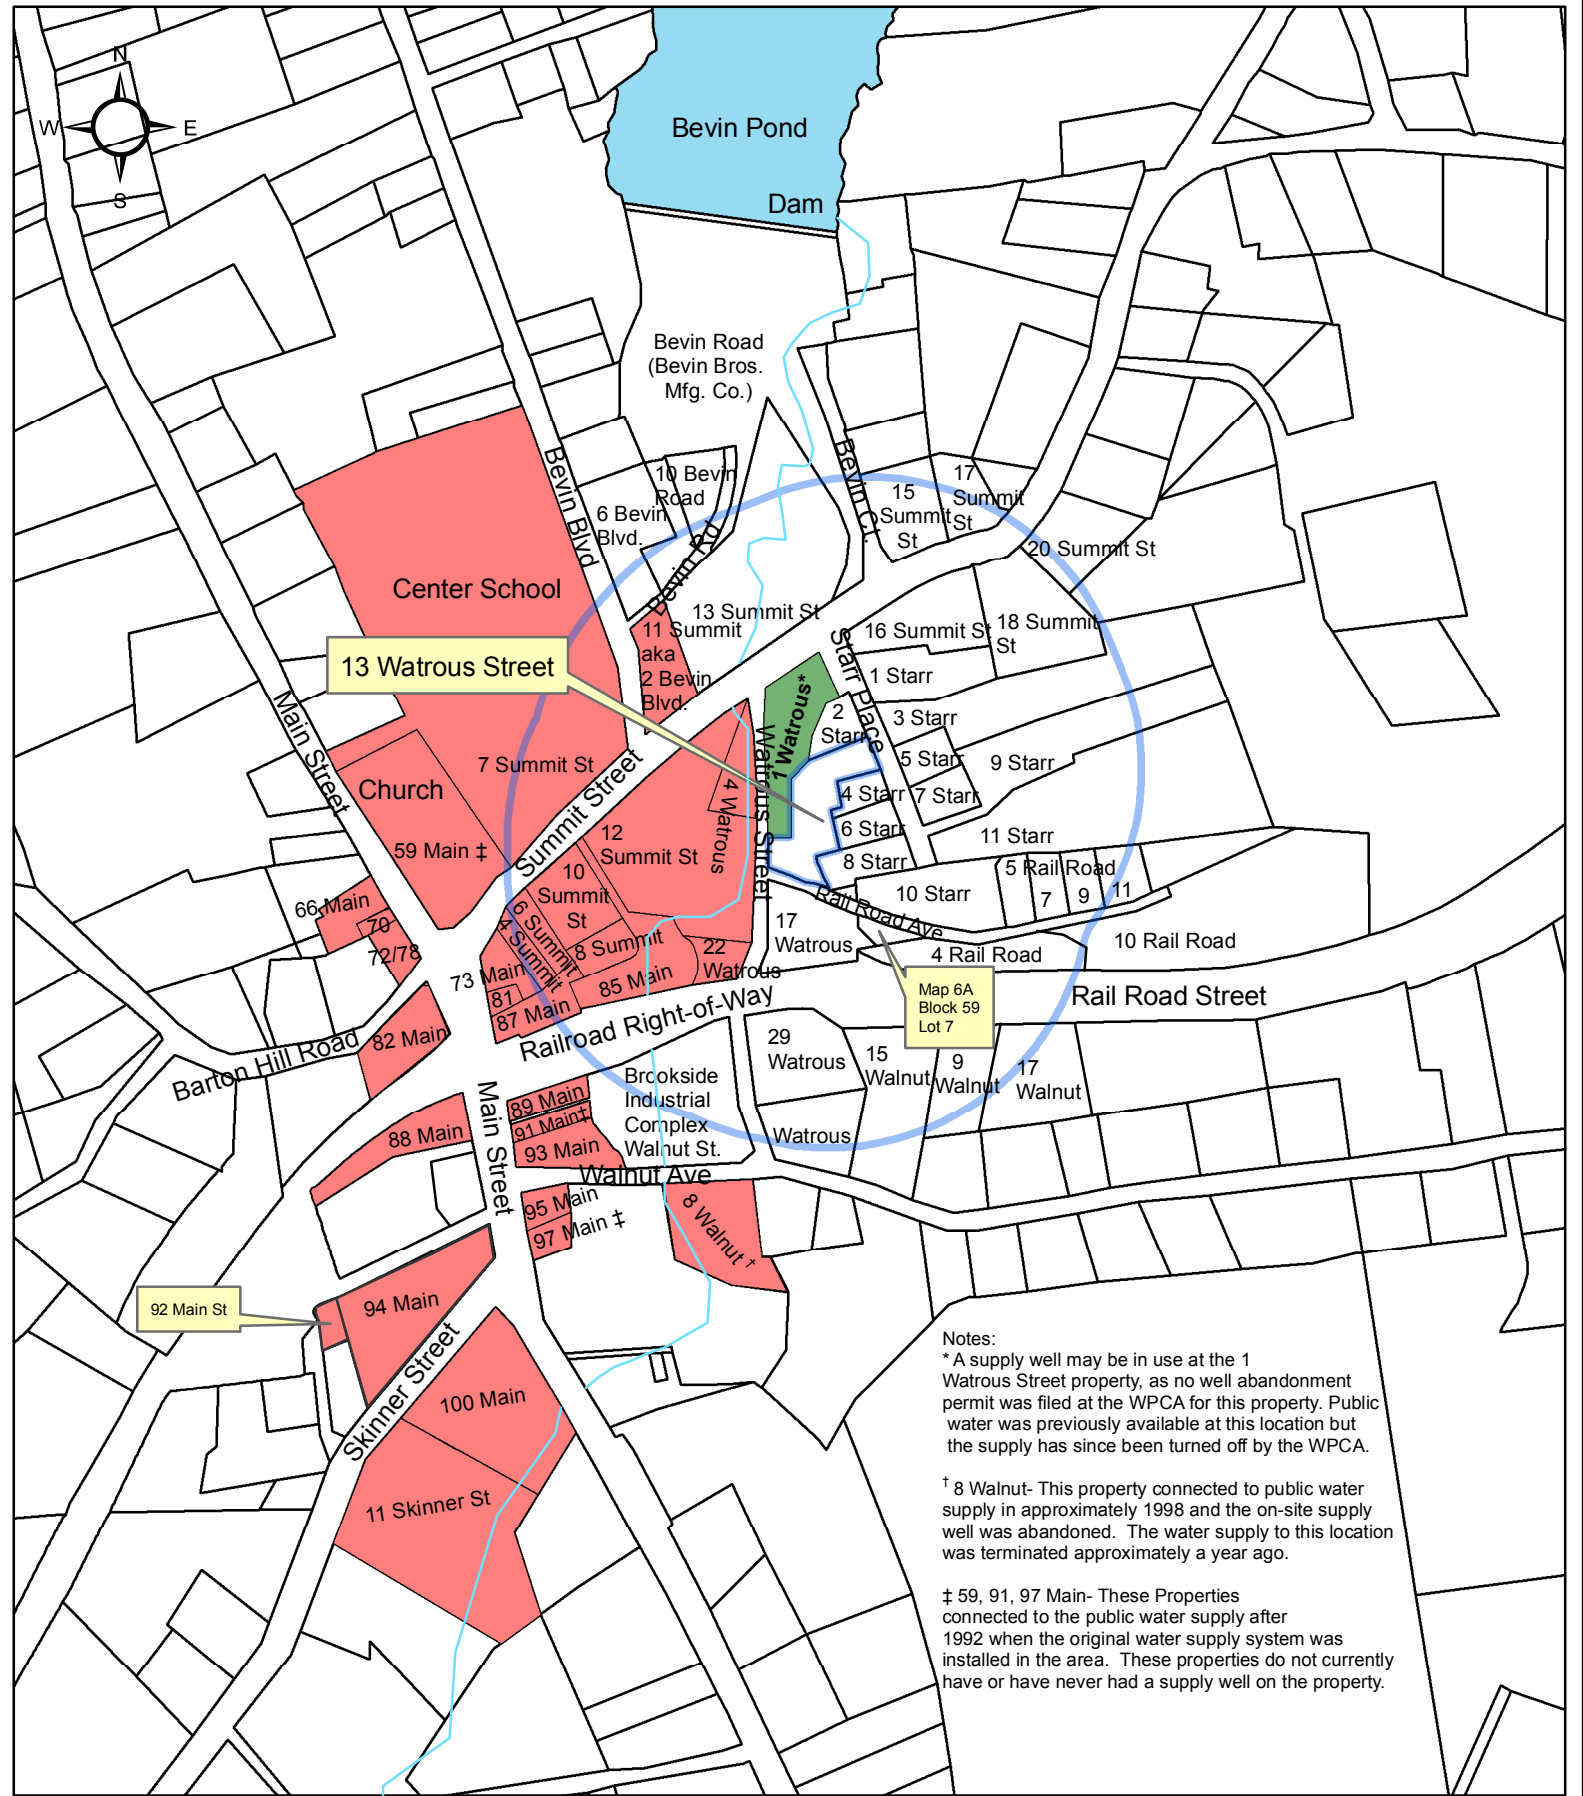 N
W
E
S
Bevin Pond
Dam
Bevin Road
(Bevin Bros.
Mfg. Co.)
Bevin Blvd
10 Bevin
Road
6 Bevin
Blvd.
Bevin Rd
Bevin Ct.
15
Summit
St
17
Summit
St
20 Summit St
Center School
13 Summit St
11 Summit
aka
2 Bevin
Blvd.
16 Summit St
18 Summit
St
13 Watrous Street
Starr Place
1 Starr
1 Watrous*
2
Starr
3 Starr
Main Street
7 Summit St
Church
59 Main ‡
Summit Street
5 Starr
9 Starr
4 Starr
7 Starr
4 Watrous
Watrous Street
12
Summit St
6 Starr
11 Starr
8 Starr
5 Rail Road
10
Summit
St
10 Starr
7
9
11
66 Main
70
72/78
6 Summit
4 Summit
8 Summit
Rail Road Ave
17
Watrous
22
Watrous
4 Rail Road
10 Rail Road
73 Main
81
87 Main
85 Main
Map 6A
Block 59
Lot 7
Rail Road Street
Railroad Right-of-Way
82 Main
Barton Hill Road
29
Watrous
15
Walnut
9
Walnut
17
Walnut
Brookside
Industrial
Complex
Walnut St.
89 Main
91 Main‡
93 Main
88 Main
Main Street
Watrous
Walnut Ave
95 Main
97 Main ‡
8 Walnut †
92 Main St
94 Main
Skinner Street
100 Main
11 Skinner St
Notes:
* A supply well may be in use at the 1
Watrous Street property, as no well abandonment
permit was filed at the WPCA for this property. Public
water was previously available at this location but
the supply has since been turned off by the WPCA.
† 8 Walnut- This property connected to public water
supply in approximately 1998 and the on-site supply
well was abandoned. The water supply to this location
was terminated approximately a year ago.
‡ 59, 91, 97 Main- These Properties
connected to the public water supply after
1992 when the original water supply system was
installed in the area. These properties do not currently
have or have never had a supply well on the property.